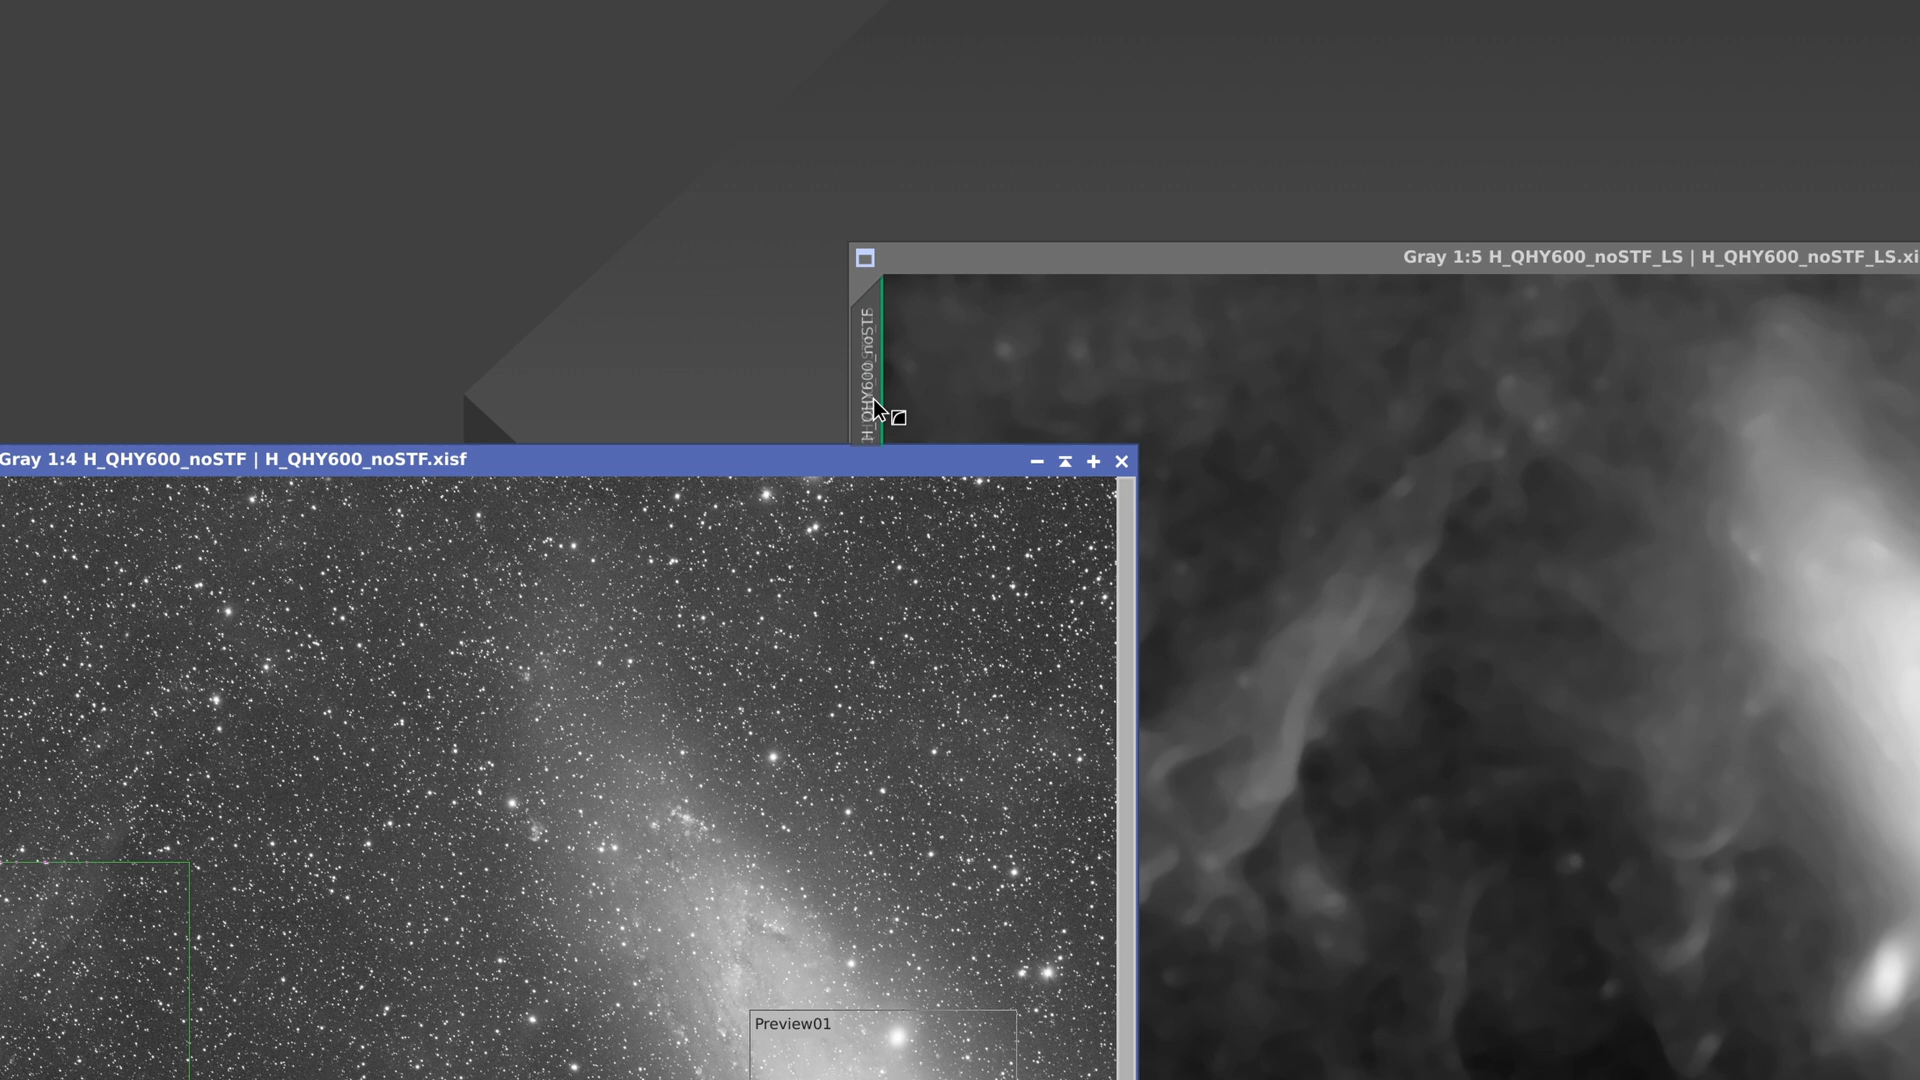 Gray 1:5 H_QHY600_noSTF_LS | H_QHY600_noSTF_LS.xi
H_QHY600_noSTF
Gray 1:4 H_QHY600_noSTF | H_QHY600_noSTF.xisf
Preview01